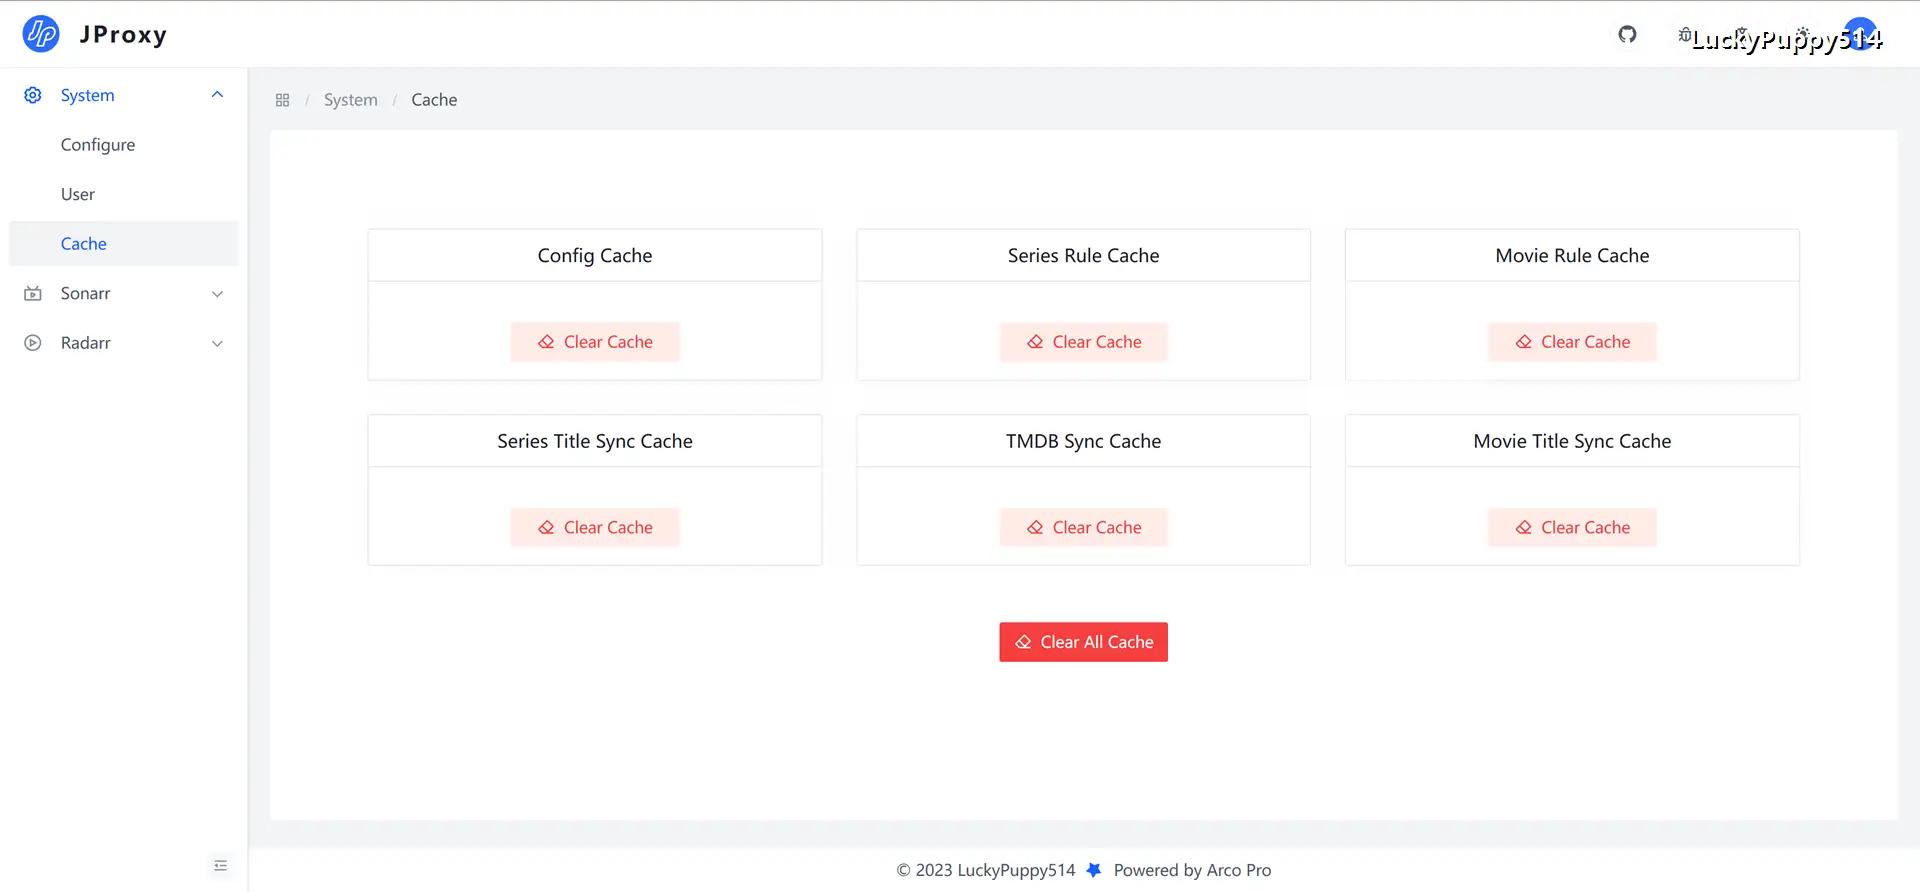 JProxy
LuckyPuppy514
System
Configure
User
Cache
Sonarr
Radarr
/ System / Cache
Config Cache
Clear Cache
Series Rule Cache
Clear Cache
Movie Rule Cache
Clear Cache
Series Title Sync Cache
Clear Cache
TMDB Sync Cache
Clear Cache
Movie Title Sync Cache
Clear Cache
Clear All Cache
© 2023 LuckyPuppy514 Powered by Arco Pro